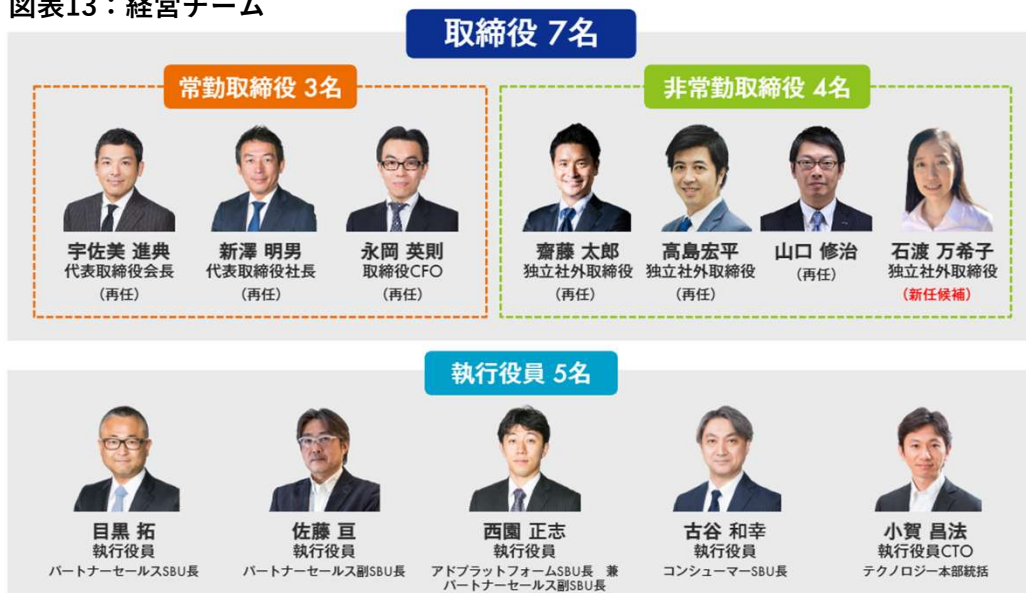 図表13：経営チーム
取締役 7名
常勤取締役 3名
非常勤取締役 4名
宇佐美 進典
代表取締役会長
（再任）
新澤 明男
代表取締役社長
（再任）
永岡 英則
取締役CFO
（再任）
齋藤 太郎
独立社外取締役
（再任）
髙島宏平
独立社外取締役
（再任）
山口 修治
（再任）
石渡 万希子
独立社外取締役
（新任候補）
執行役員 5名
目黒 拓
執行役員
パートナーセールスSBU長
佐藤 亘
執行役員
パートナーセールス副SBU長
西園 正志
執行役員
アドプラットフォームSBU長　兼
パートナーセールス副SBU長
古谷 和幸
執行役員
コンシューマーSBU長
小賀 昌法
執行役員CTO
テクノロジー本部統括